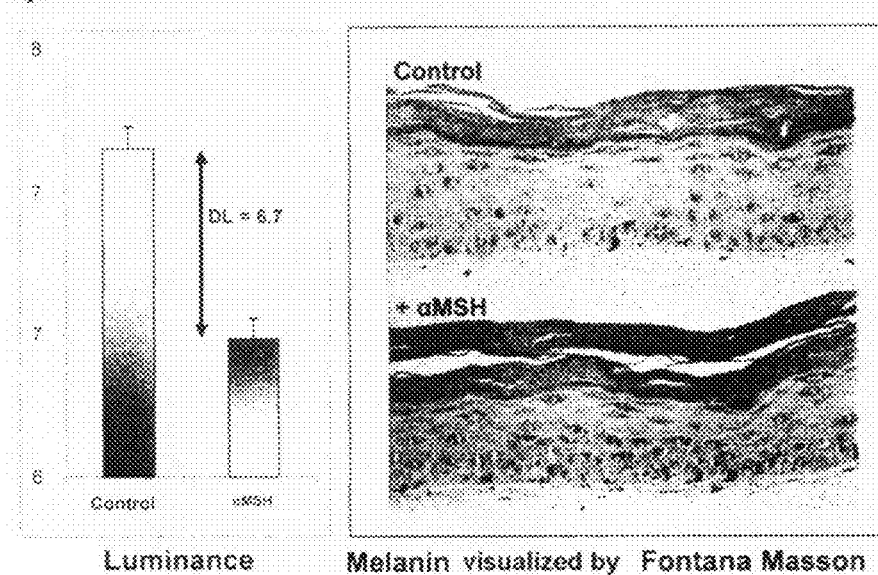 8
7
7
6
DL = 6.7
Control
αMSH
Luminance
Control
+ αMSH
Melanin visualized by Fontana Masson